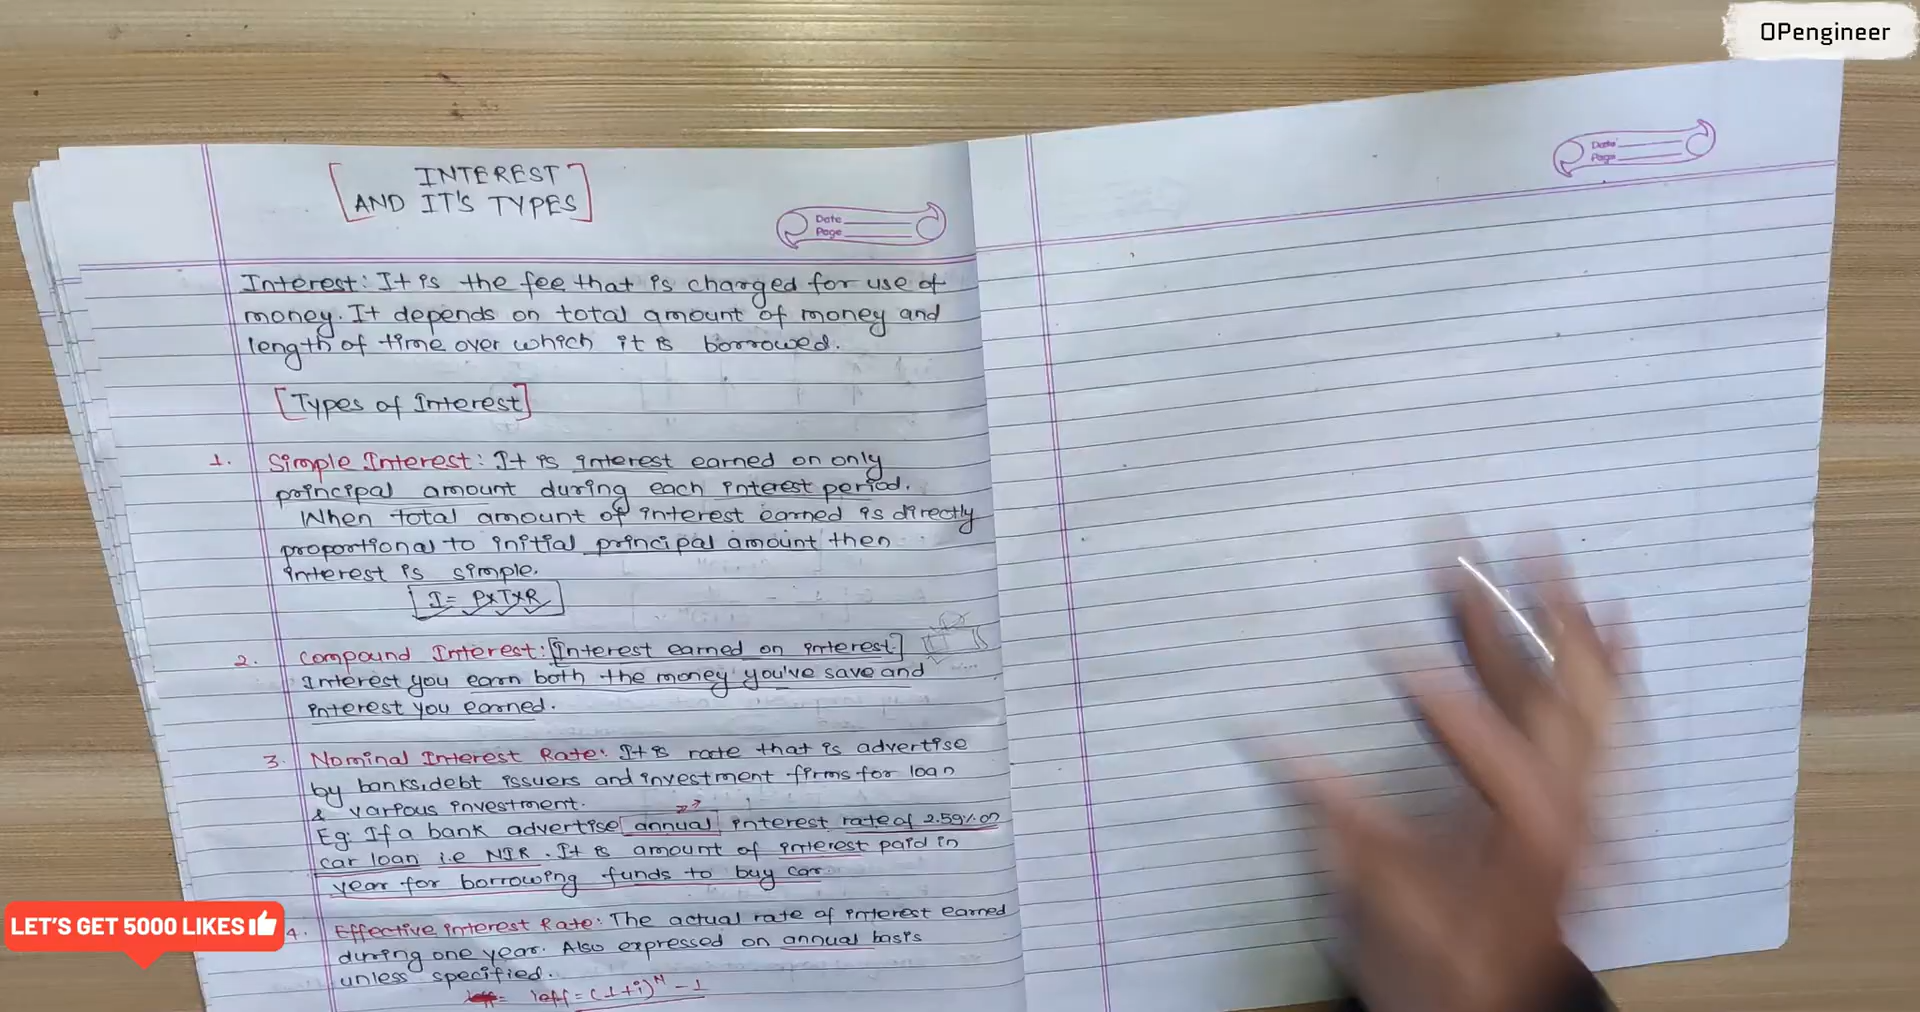 OPengineer
INTEREST
AND IT'S TYPES
Date
Page
Date
Page
Interest: It is the fee that is charged for use of
money. It depends on total amount of money and
length of time over which it is borrowed.
[Types of Interest]
1. Simple Interest: It is interest earned on only
principal amount during each interest period.
When total amount of interest earned is directly
proportional to initial principal amount then
interest is simple.
I = P×T×R
2. Compound Interest: [Interest earned on interest.]
Interest you earn both the money you've save and
interest you earned.
3. Nominal Interest Rate: It is rate that is advertise
by banks, debt issuers and investment firms for loan
& various investment.
Eg: If a bank advertise annual interest rate of 2.59% on
car loan i.e NIR. It is amount of interest paid in
year for borrowing funds to buy car.
4. Effective interest Rate: The actual rate of interest earned
during one year. Also expressed on annual basis
unless specified.
ieff = (1+i)^N - 1
LET'S GET 5000 LIKES